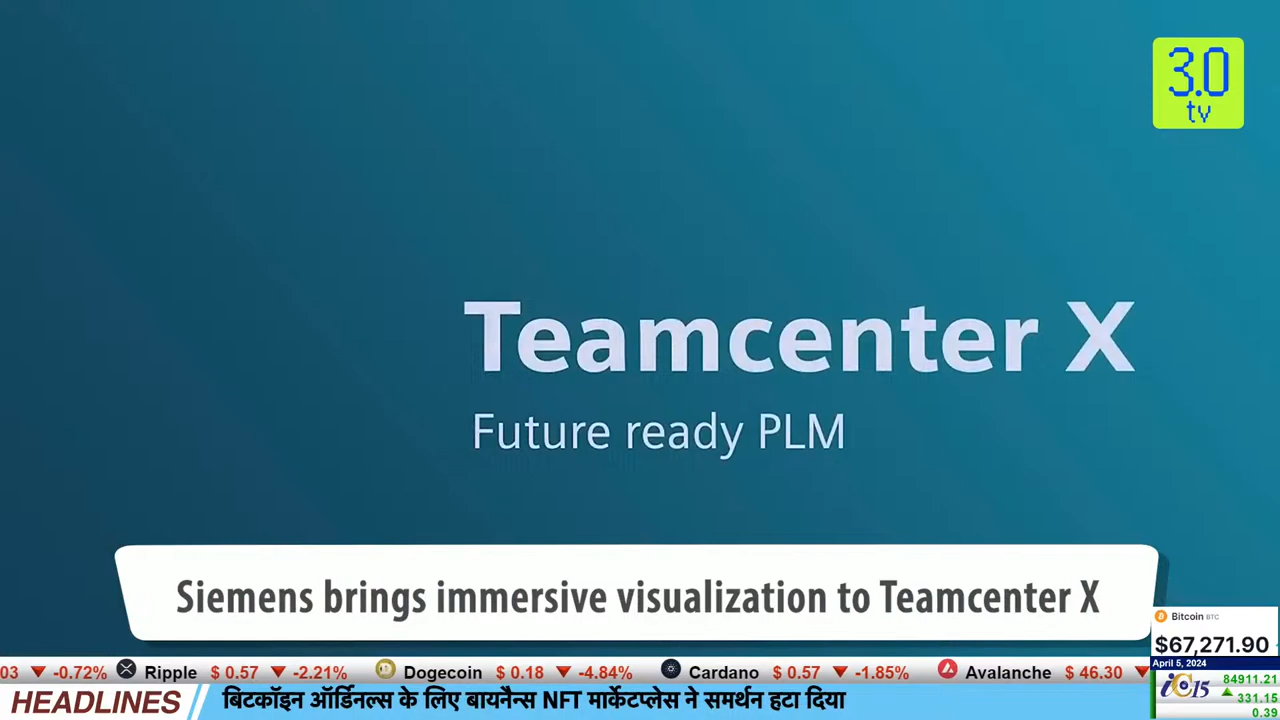 3.0
tv
Teamcenter X
Future ready PLM
Siemens brings immersive visualization to Teamcenter X
Bitcoin BTC
$67,271.90
April 5, 2024
03 -0.72% Ripple $ 0.57 -2.21% Dogecoin $ 0.18 -4.84% Cardano $ 0.57 -1.85% Avalanche $ 46.30
84911.21
331.15
0.39
HEADLINES बिटकॉइन ऑर्डिनल्स के लिए बायनैन्स NFT मार्केटप्लेस ने समर्थन हटा दिया